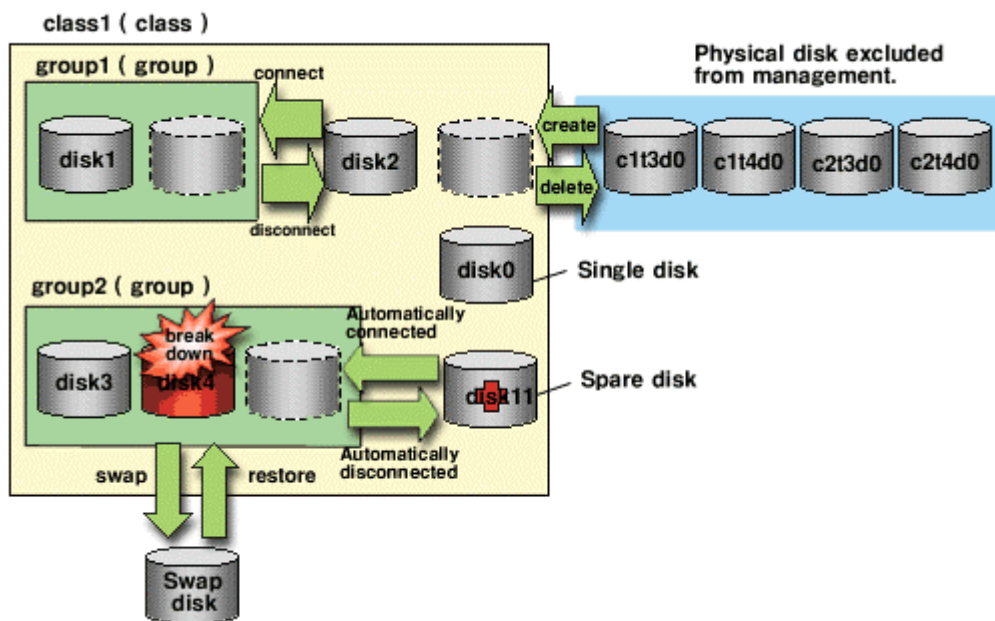 class1 ( class )
group1 ( group )
connect
Physical disk excluded
from management.
disk1
disk2
create
c1t3d0
c1t4d0
c2t3d0
c2t4d0
delete
disconnect
disk0
Single disk
group2 ( group )
Automatically
connected
break
down
disk3
disk4
Spare disk
Automatically
disconnected
swap
restore
Swap
disk